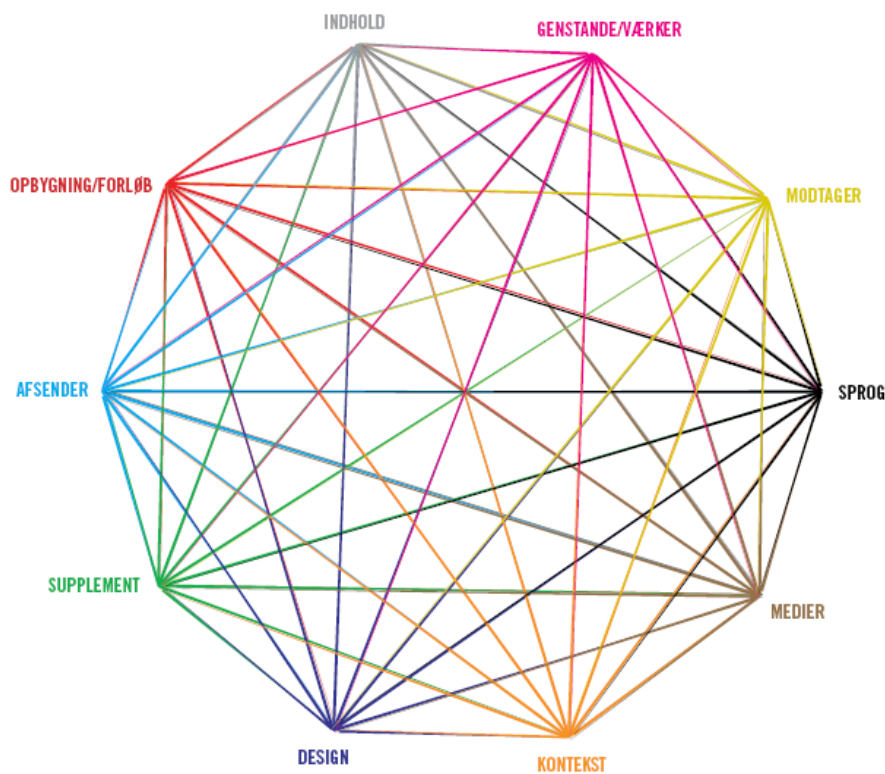 INDHOLD
GENSTANDE/VÆRKER
OPBYGNING/FORLØB
MODTAGER
AFSENDER
SPROG
SUPPLEMENT
MEDIER
DESIGN
KONTEKST